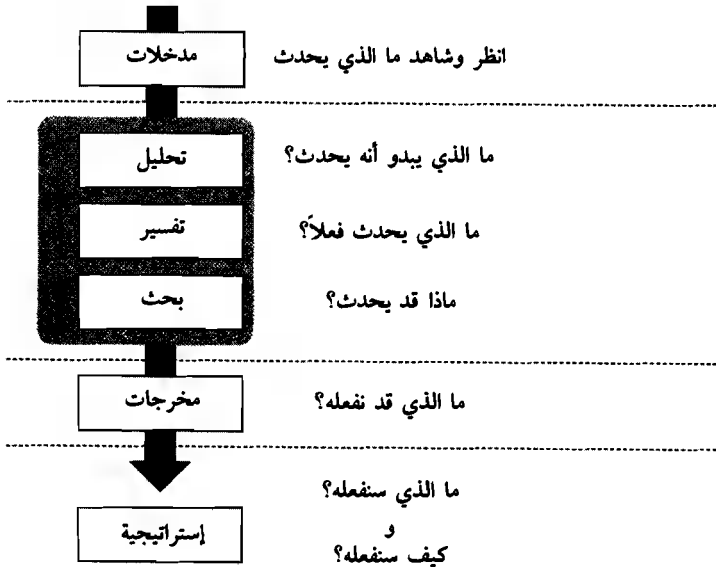 مدخلات انظر وشاهد ما الذي يحدث
تحليل ما الذي يبدو أنه يحدث؟
تفسير ما الذي يحدث فعلاً؟
بحث ماذا قد يحدث؟
مخرجات ما الذي قد نفعله؟
ما الذي سنفعله؟
و
إستراتيجية
كيف سنفعله؟